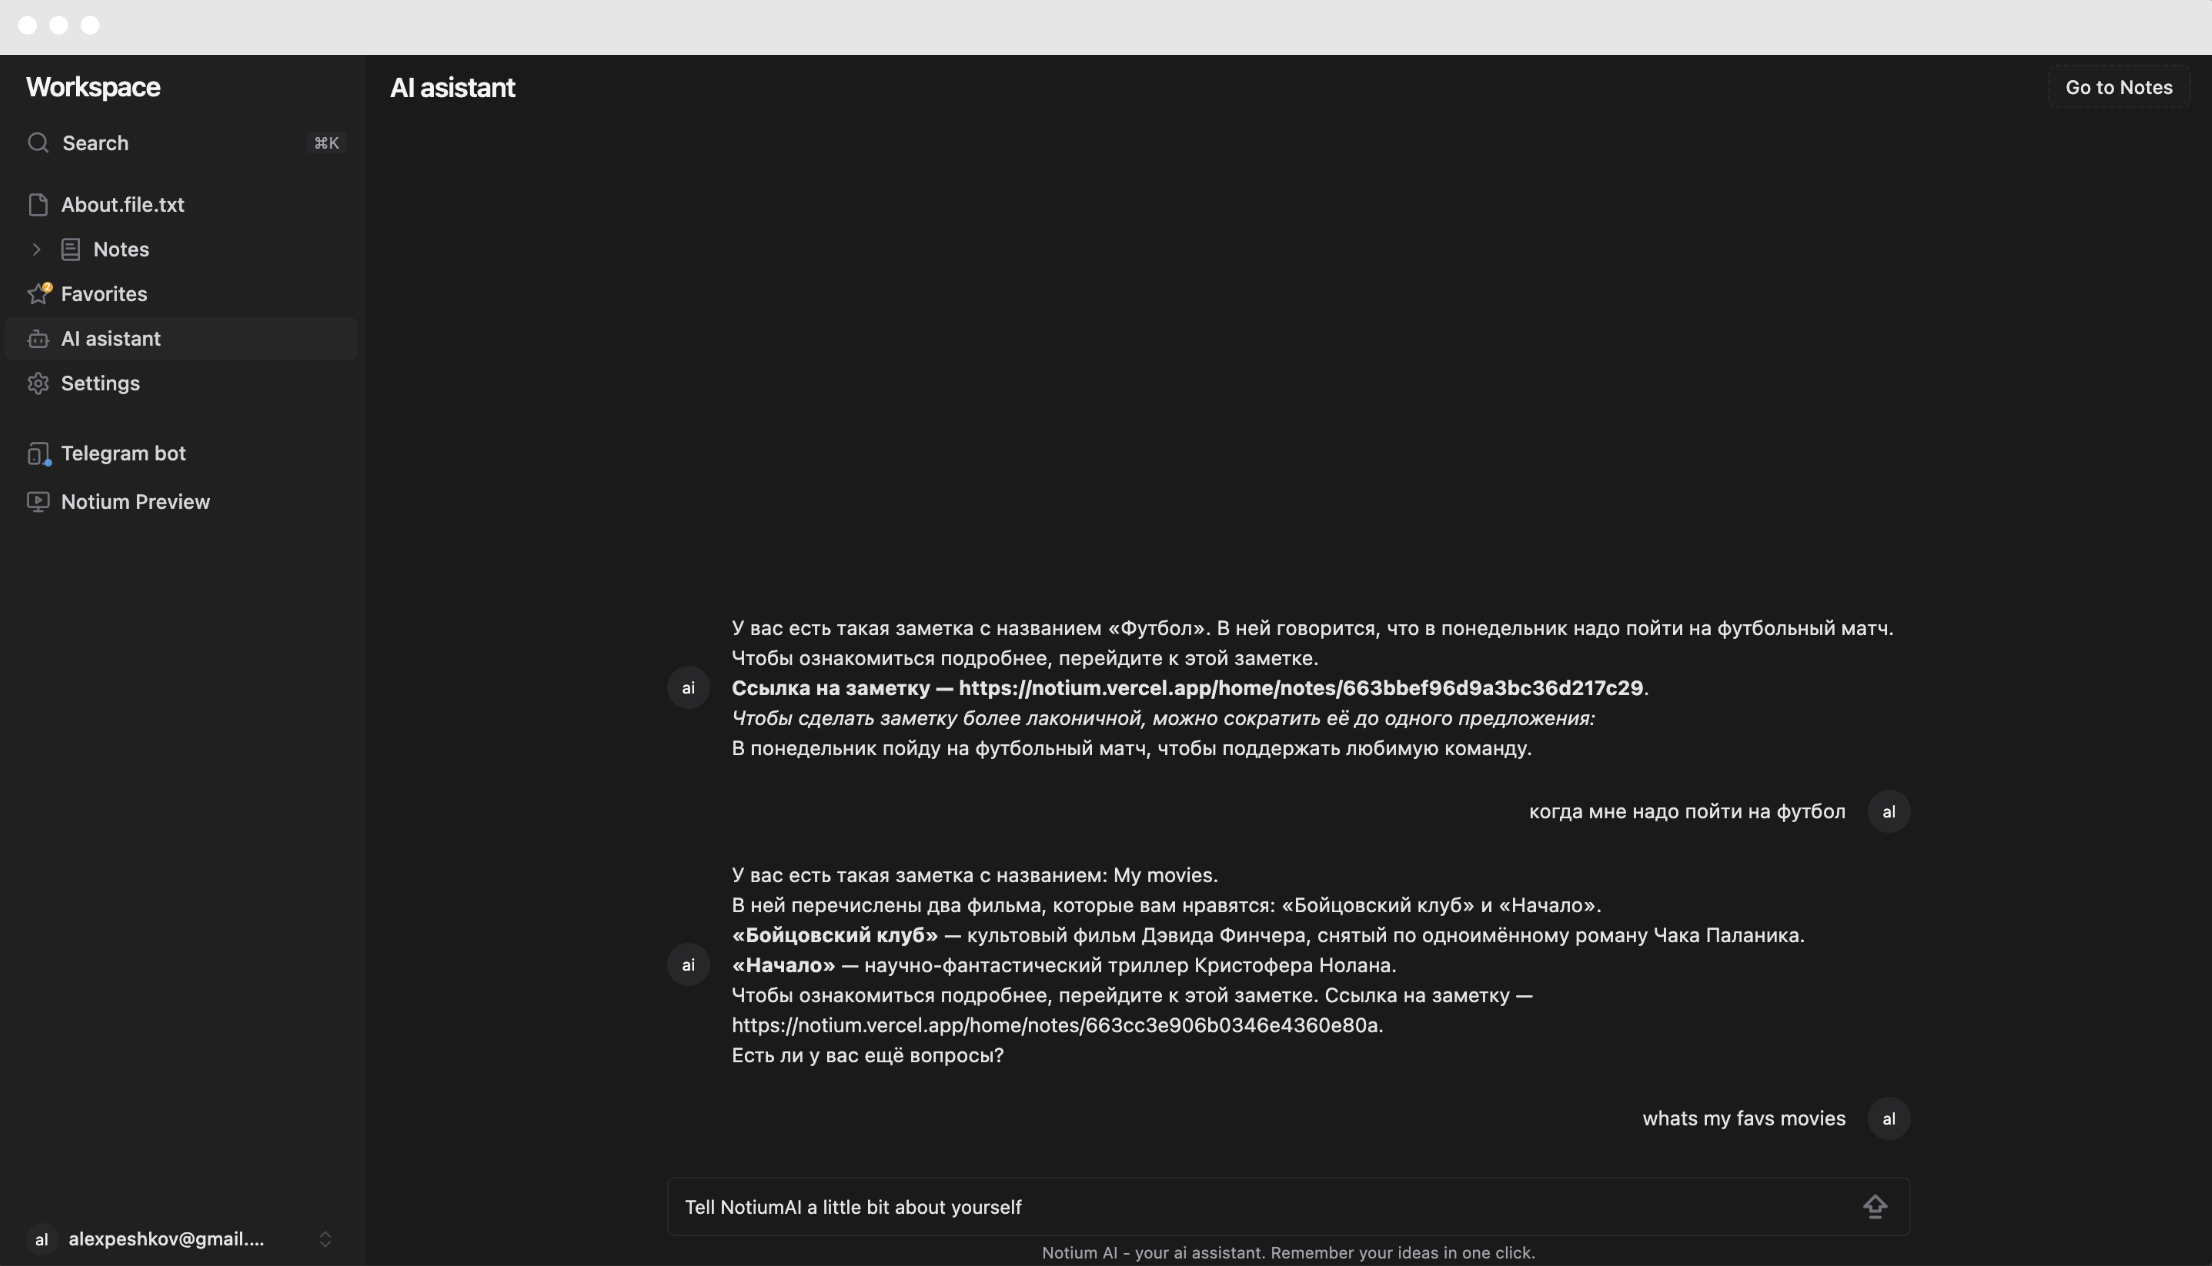 Workspace
Search
⌘K
About.file.txt
Notes
2
Favorites
AI asistant
Settings
Telegram bot
Notium Preview
al
alexpeshkov@gmail....
AI asistant
Go to Notes
У вас есть такая заметка с названием «Футбол». В ней говорится, что в понедельник надо пойти на футбольный матч.
Чтобы ознакомиться подробнее, перейдите к этой заметке.
ai
Ссылка на заметку — https://notium.vercel.app/home/notes/663bbef96d9a3bc36d217c29.
Чтобы сделать заметку более лаконичной, можно сократить её до одного предложения:
В понедельник пойду на футбольный матч, чтобы поддержать любимую команду.
когда мне надо пойти на футбол
al
У вас есть такая заметка с названием: My movies.
В ней перечислены два фильма, которые вам нравятся: «Бойцовский клуб» и «Начало».
«Бойцовский клуб» — культовый фильм Дэвида Финчера, снятый по одноимённому роману Чака Паланика.
ai
«Начало» — научно-фантастический триллер Кристофера Нолана.
Чтобы ознакомиться подробнее, перейдите к этой заметке. Ссылка на заметку —
https://notium.vercel.app/home/notes/663cc3e906b0346e4360e80a.
Есть ли у вас ещё вопросы?
whats my favs movies
al
Tell NotiumAI a little bit about yourself
Notium AI - your ai assistant. Remember your ideas in one click.